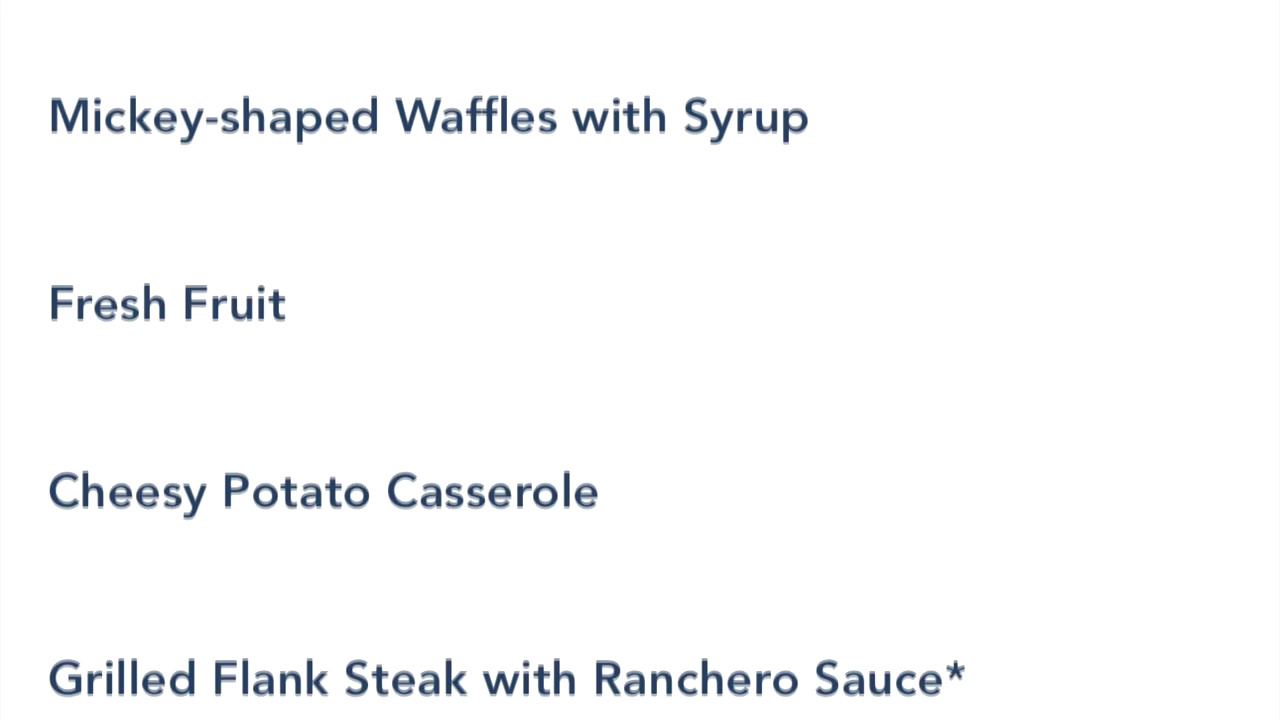 Mickey-shaped Waffles with Syrup
Fresh Fruit
Cheesy Potato Casserole
Grilled Flank Steak with Ranchero Sauce*